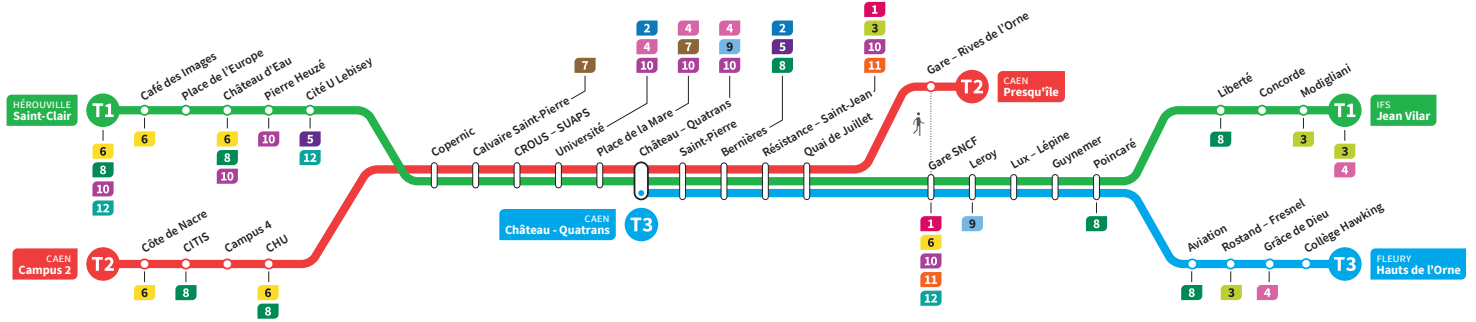 HÉROUVILLE
Saint-Clair
T1
6
8
10
12
Café des Images
6
Place de l'Europe
Château d'Eau
6
8
10
Pierre Heuzé
10
Cité U Lebisey
5
12
CAEN
Campus 2
T2
Côte de Nacre
6
CITIS
8
Campus 4
CHU
6
8
Copernic
Calvaire Saint-Pierre
7
CROUS – SUAPS
Université
2
4
10
Place de la Mare
4
7
10
Château – Quatrans
4
9
10
CAEN
Château - Quatrans
T3
Saint-Pierre
Bernières
2
5
8
Résistance – Saint-Jean
1
3
10
11
Quai de Juillet
Gare – Rives de l'Orne
T2
CAEN
Presqu'île
Gare SNCF
1
6
10
11
12
Leroy
9
Lux – Lépine
Guynemer
Poincaré
8
Liberté
8
Concorde
Modigliani
3
T1
3
4
IFS
Jean Vilar
Aviation
8
Rostand – Fresnel
3
Grâce de Dieu
4
Collège Hawking
T3
FLEURY
Hauts de l'Orne